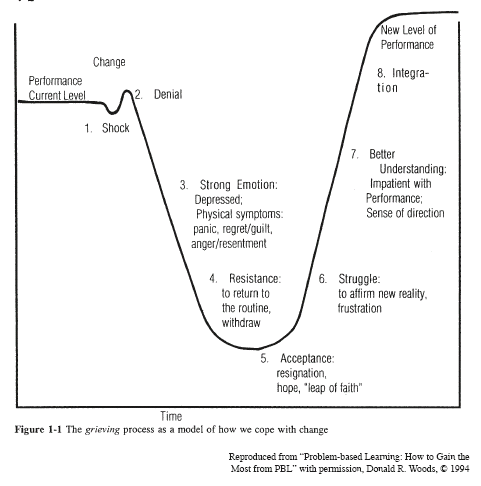 Change
Performance
Current Level
1. Shock
2. Denial
3. Strong Emotion:
Depressed;
Physical symptoms:
panic, regret/guilt,
anger/resentment
4. Resistance:
to return to
the routine,
withdraw
5. Acceptance:
resignation,
hope, "leap of faith"
6. Struggle:
to affirm new reality,
frustration
7. Better
Understanding:
Impatient with
Performance;
Sense of direction
8. Integra-
tion
New Level of
Performance
Time
Figure 1-1 The grieving process as a model of how we cope with change
Reproduced from "Problem-based Learning: How to Gain the
Most from PBL" with permission, Donald R. Woods, © 1994